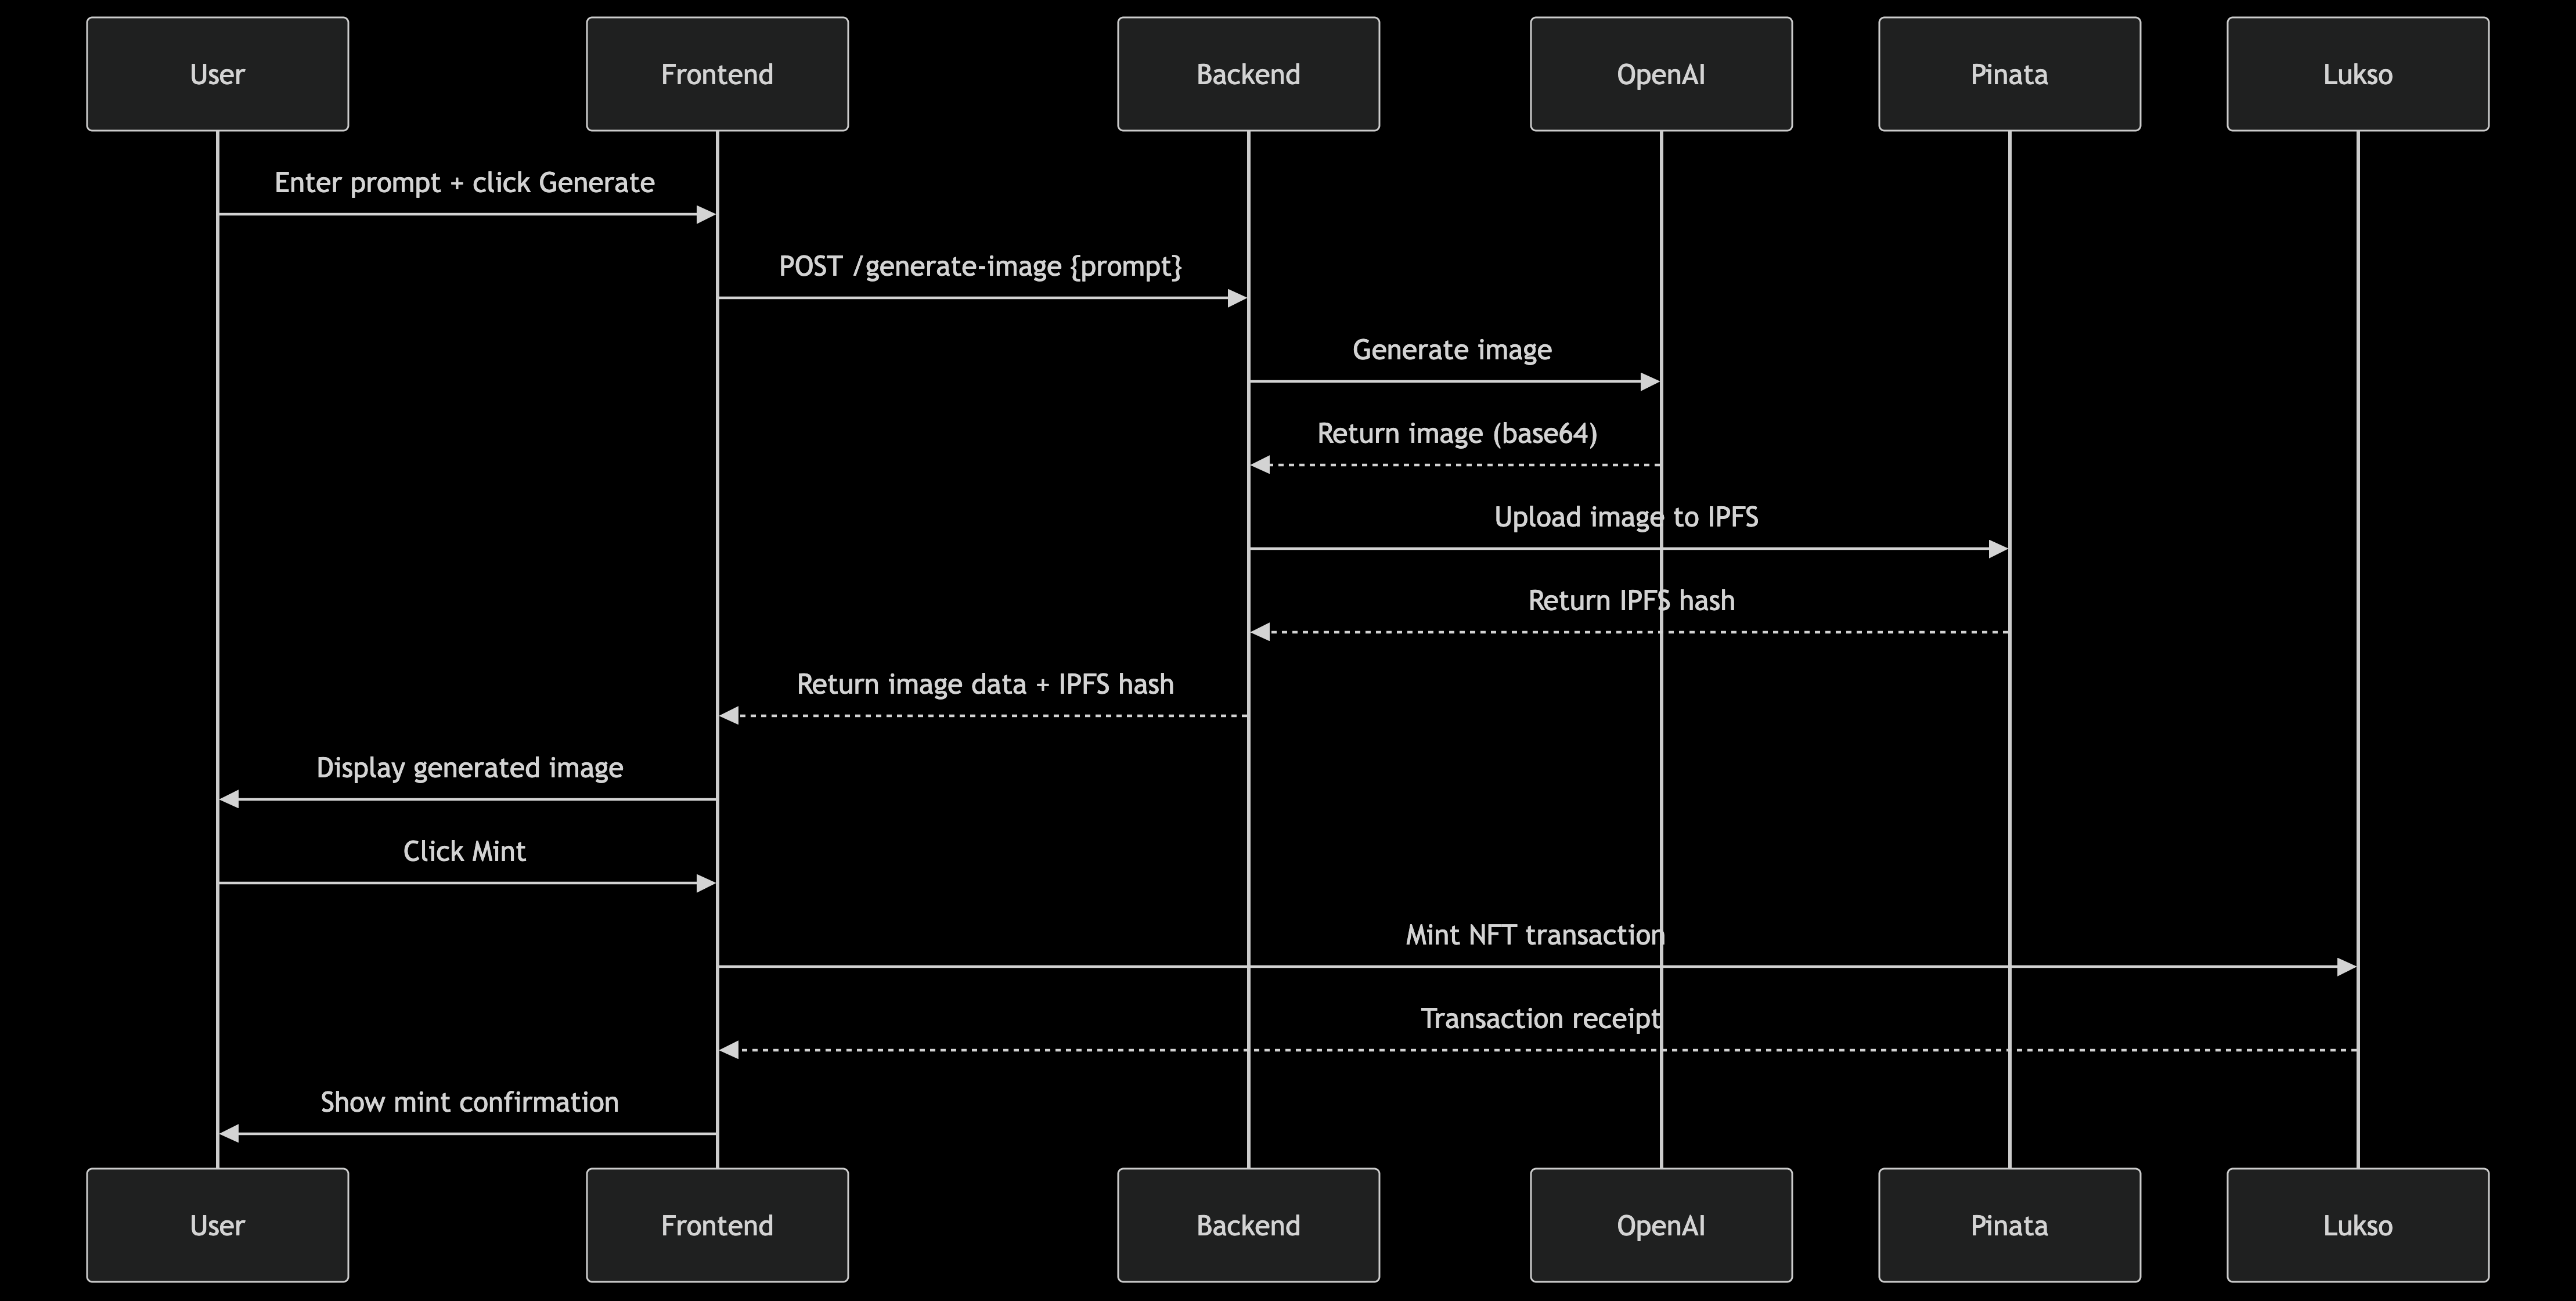 User
Frontend
Backend
OpenAI
Pinata
Lukso
Enter prompt + click Generate
POST /generate-image {prompt}
Generate image
Return image (base64)
Upload image to IPFS
Return IPFS hash
Return image data + IPFS hash
Display generated image
Click Mint
Mint NFT transaction
Transaction receipt
Show mint confirmation
User
Frontend
Backend
OpenAI
Pinata
Lukso